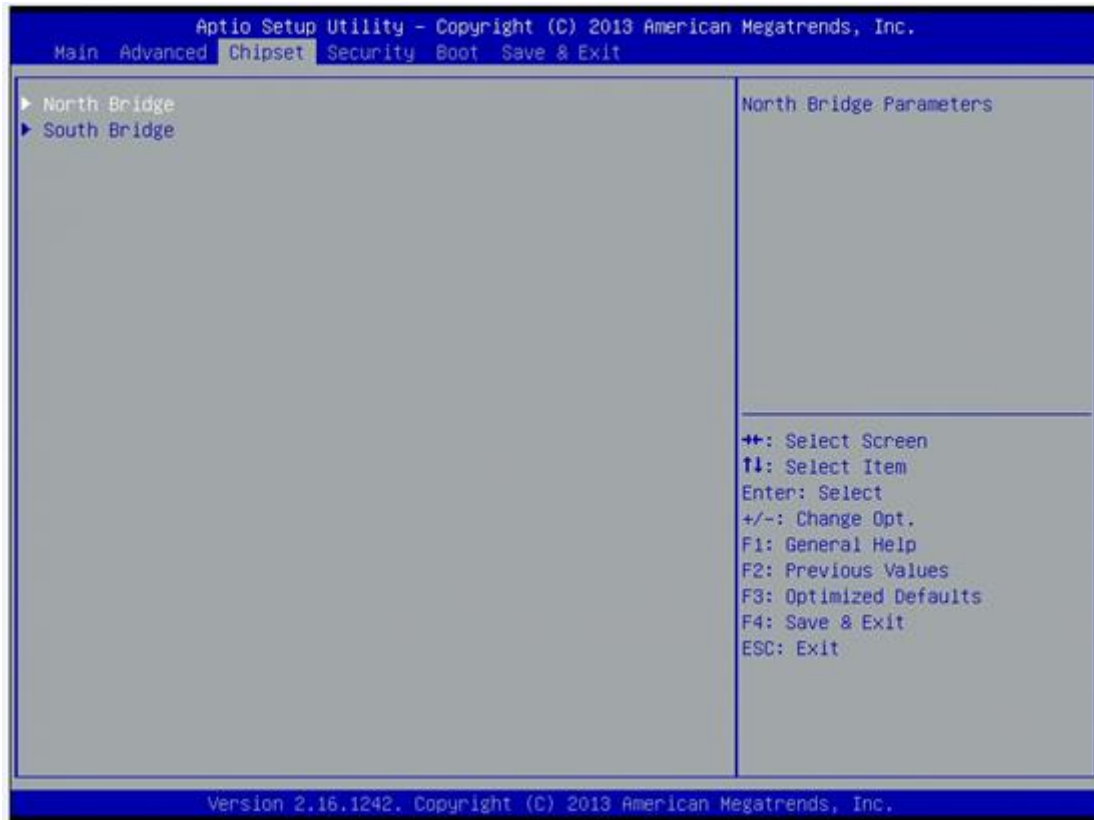 Aptio Setup Utility – Copyright (C) 2013 American Megatrends, Inc.
Main Advanced Chipset Security Boot Save & Exit
▶ North Bridge
▶ South Bridge
North Bridge Parameters
→←: Select Screen
↑↓: Select Item
Enter: Select
+/-: Change Opt.
F1: General Help
F2: Previous Values
F3: Optimized Defaults
F4: Save & Exit
ESC: Exit
Version 2.16.1242. Copyright (C) 2013 American Megatrends, Inc.